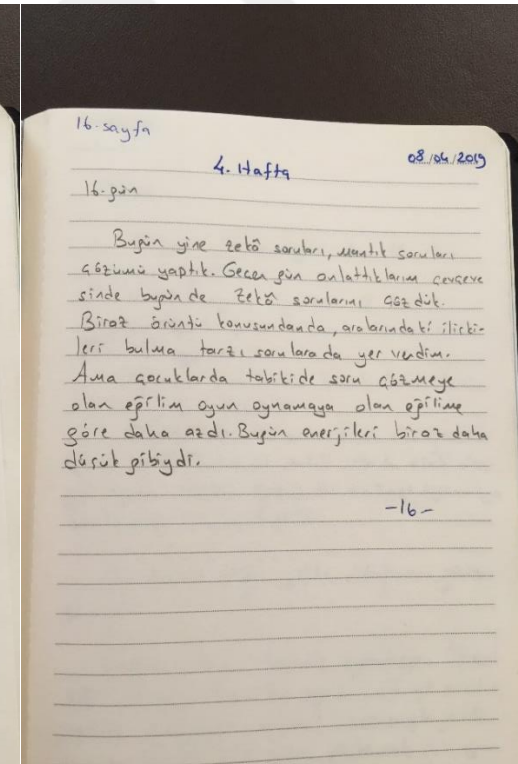 16.sayfa
08/04/2019
4. Hafta
16.gün
Bugün yine zekâ soruları, mantık soruları
çözümü yaptık. Geçen gün anlattıklarım çevçeve
sinde bugün de zekâ sorularını çözdük.
Biraz örüntü konusundanda, aralarındaki ilişki-
leri bulma tarzı sorulara da yer verdim.
Ama çocuklarda tabikide soru çözmeye
olan eğilim oyun oynamaya olan eğilime
göre daha azdı. Bugün enerjileri biraz daha
düşük gibiydi.
-16-